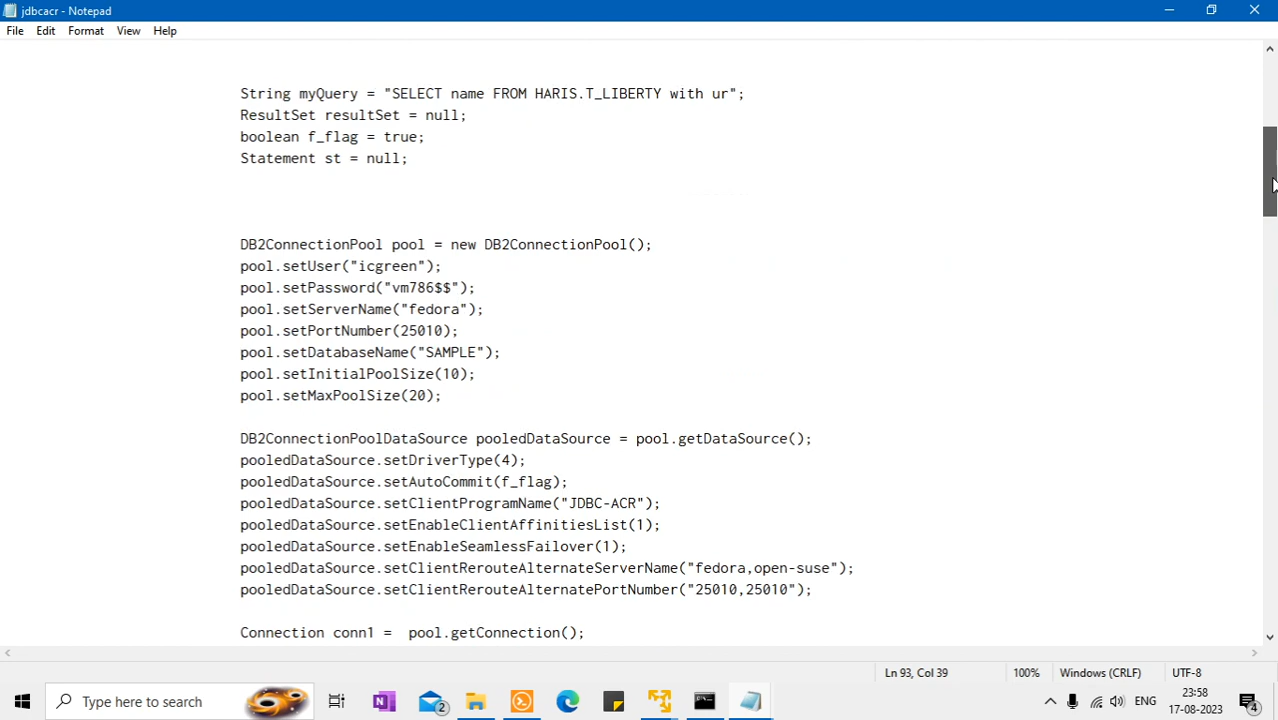 jdbcacr - Notepad
File Edit Format View Help
String myQuery = "SELECT name FROM HARIS.T_LIBERTY with ur";
ResultSet resultSet = null;
boolean f_flag = true;
Statement st = null;
DB2ConnectionPool pool = new DB2ConnectionPool();
pool.setUser("icgreen");
pool.setPassword("vm786$$");
pool.setServerName("fedora");
pool.setPortNumber(25010);
pool.setDatabaseName("SAMPLE");
pool.setInitialPoolSize(10);
pool.setMaxPoolSize(20);
DB2ConnectionPoolDataSource pooledDataSource = pool.getDataSource();
pooledDataSource.setDriverType(4);
pooledDataSource.setAutoCommit(f_flag);
pooledDataSource.setClientProgramName("JDBC-ACR");
pooledDataSource.setEnableClientAffinitiesList(1);
pooledDataSource.setEnableSeamlessFailover(1);
pooledDataSource.setClientRerouteAlternateServerName("fedora,open-suse");
pooledDataSource.setClientRerouteAlternatePortNumber("25010,25010");
Connection conn1 =  pool.getConnection();
Ln 93, Col 39 100% Windows (CRLF) UTF-8
Type here to search 2 ENG 23:58 17-08-2023 4